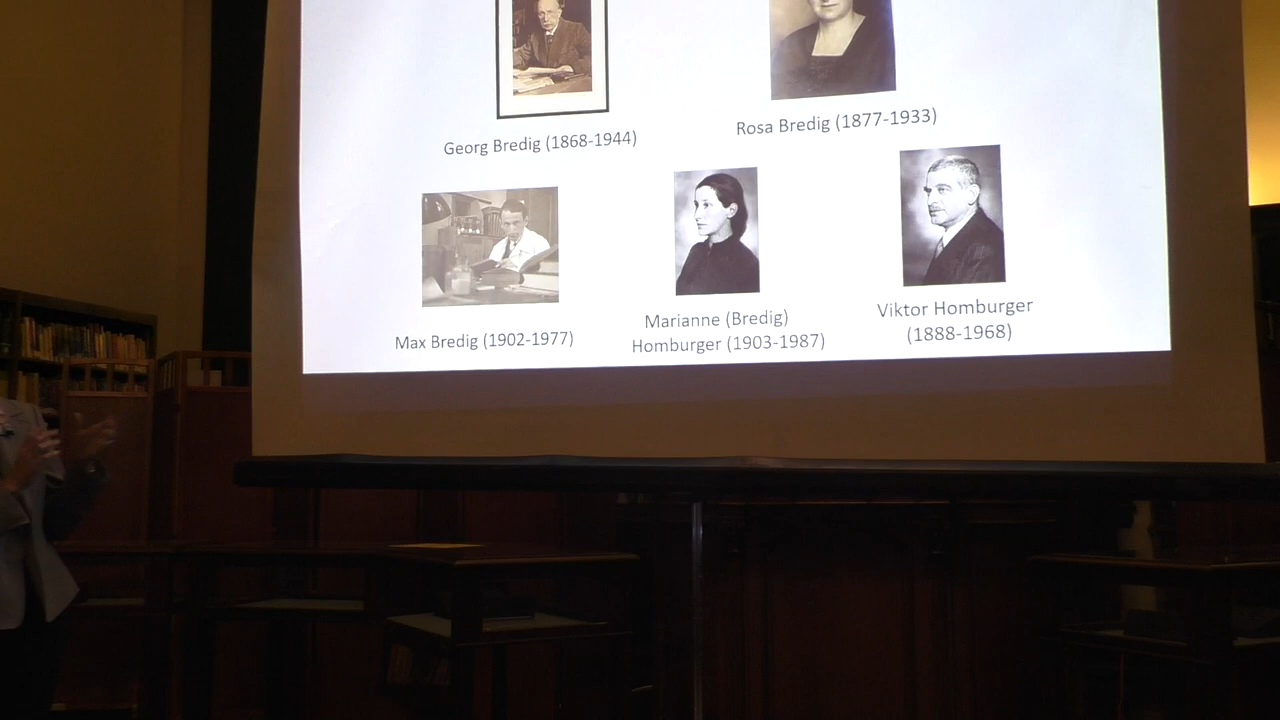 Georg Bredig (1868-1944)
Rosa Bredig (1877-1933)
Max Bredig (1902-1977)
Marianne (Bredig)
Homburger (1903-1987)
Viktor Homburger
(1888-1968)